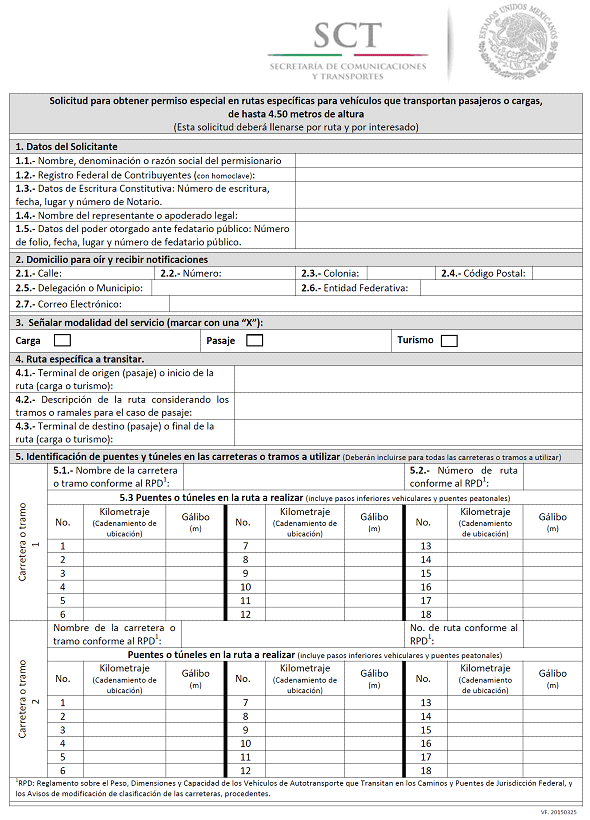 SCT
SECRETARÍA DE COMUNICACIONES
Y TRANSPORTES
ESTADOS UNIDOS MEXICANOS
Solicitud para obtener permiso especial en rutas específicas para vehículos que transportan pasajeros o cargas,
de hasta 4.50 metros de altura
(Esta solicitud deberá llenarse por ruta y por interesado)
1. Datos del Solicitante
1.1.- Nombre, denominación o razón social del permisionario
1.2.- Registro Federal de Contribuyentes (con homoclave):
1.3.- Datos de Escritura Constitutiva: Número de escritura,
fecha, lugar y número de Notario.
1.4.- Nombre del representante o apoderado legal:
1.5.- Datos del poder otorgado ante fedatario público: Número
de folio, fecha, lugar y número de fedatario público.
2. Domicilio para oír y recibir notificaciones
2.1.- Calle: 2.2.- Número: 2.3.- Colonia: 2.4.- Código Postal:
2.5.- Delegación o Municipio: 2.6.- Entidad Federativa:
2.7.- Correo Electrónico:
3. Señalar modalidad del servicio (marcar con una "X"):
Carga Pasaje Turismo
4. Ruta específica a transitar.
4.1.- Terminal de origen (pasaje) o inicio de la
ruta (carga o turismo):
4.2.- Descripción de la ruta considerando los
tramos o ramales para el caso de pasaje:
4.3.- Terminal de destino (pasaje) o final de la
ruta (carga o turismo):
5. Identificación de puentes y túneles en las carreteras o tramos a utilizar (Deberán incluirse para todas las carreteras o tramos a utilizar)
Carretera o tramo
1
5.1.- Nombre de la carretera 5.2.- Número de ruta
o tramo conforme al RPD¹: conforme al RPD¹:
5.3 Puentes o túneles en la ruta a realizar (incluye pasos inferiores vehiculares y puentes peatonales)
No. Kilometraje (Cadenamiento de ubicación) Gálibo (m) No. Kilometraje (Cadenamiento de ubicación) Gálibo (m) No. Kilometraje (Cadenamiento de ubicación) Gálibo (m)
1 7 13
2 8 14
3 9 15
4 10 16
5 11 17
6 12 18
Carretera o tramo
2
Nombre de la carretera o No. de ruta conforme al
tramo conforme al RPD¹: RPD¹:
Puentes o túneles en la ruta a realizar (incluye pasos inferiores vehiculares y puentes peatonales)
No. Kilometraje (Cadenamiento de ubicación) Gálibo (m) No. Kilometraje (Cadenamiento de ubicación) Gálibo (m) No. Kilometraje (Cadenamiento de ubicación) Gálibo (m)
1 7 13
2 8 14
3 9 15
4 10 16
5 11 17
6 12 18
¹RPD: Reglamento sobre el Peso, Dimensiones y Capacidad de los Vehículos de Autotransporte que Transitan en los Caminos y Puentes de Jurisdicción Federal, y
los Avisos de modificación de clasificación de las carreteras, procedentes.
VF. 20150325